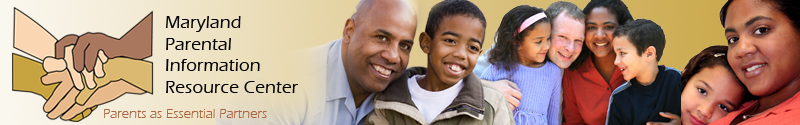 Maryland
Parental
Information
Resource Center
Parents as Essential Partners